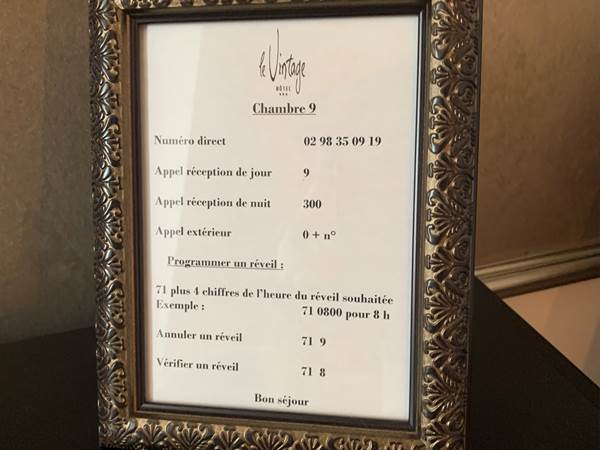 le Vintage
HÔTEL
***
Chambre 9
Numéro direct 02 98 35 09 19
Appel réception de jour 9
Appel réception de nuit 300
Appel extérieur 0 + n°
Programmer un réveil :
71 plus 4 chiffres de l'heure du réveil souhaitée
Exemple : 71 0800 pour 8 h
Annuler un réveil 71 9
Vérifier un réveil 71 8
Bon séjour